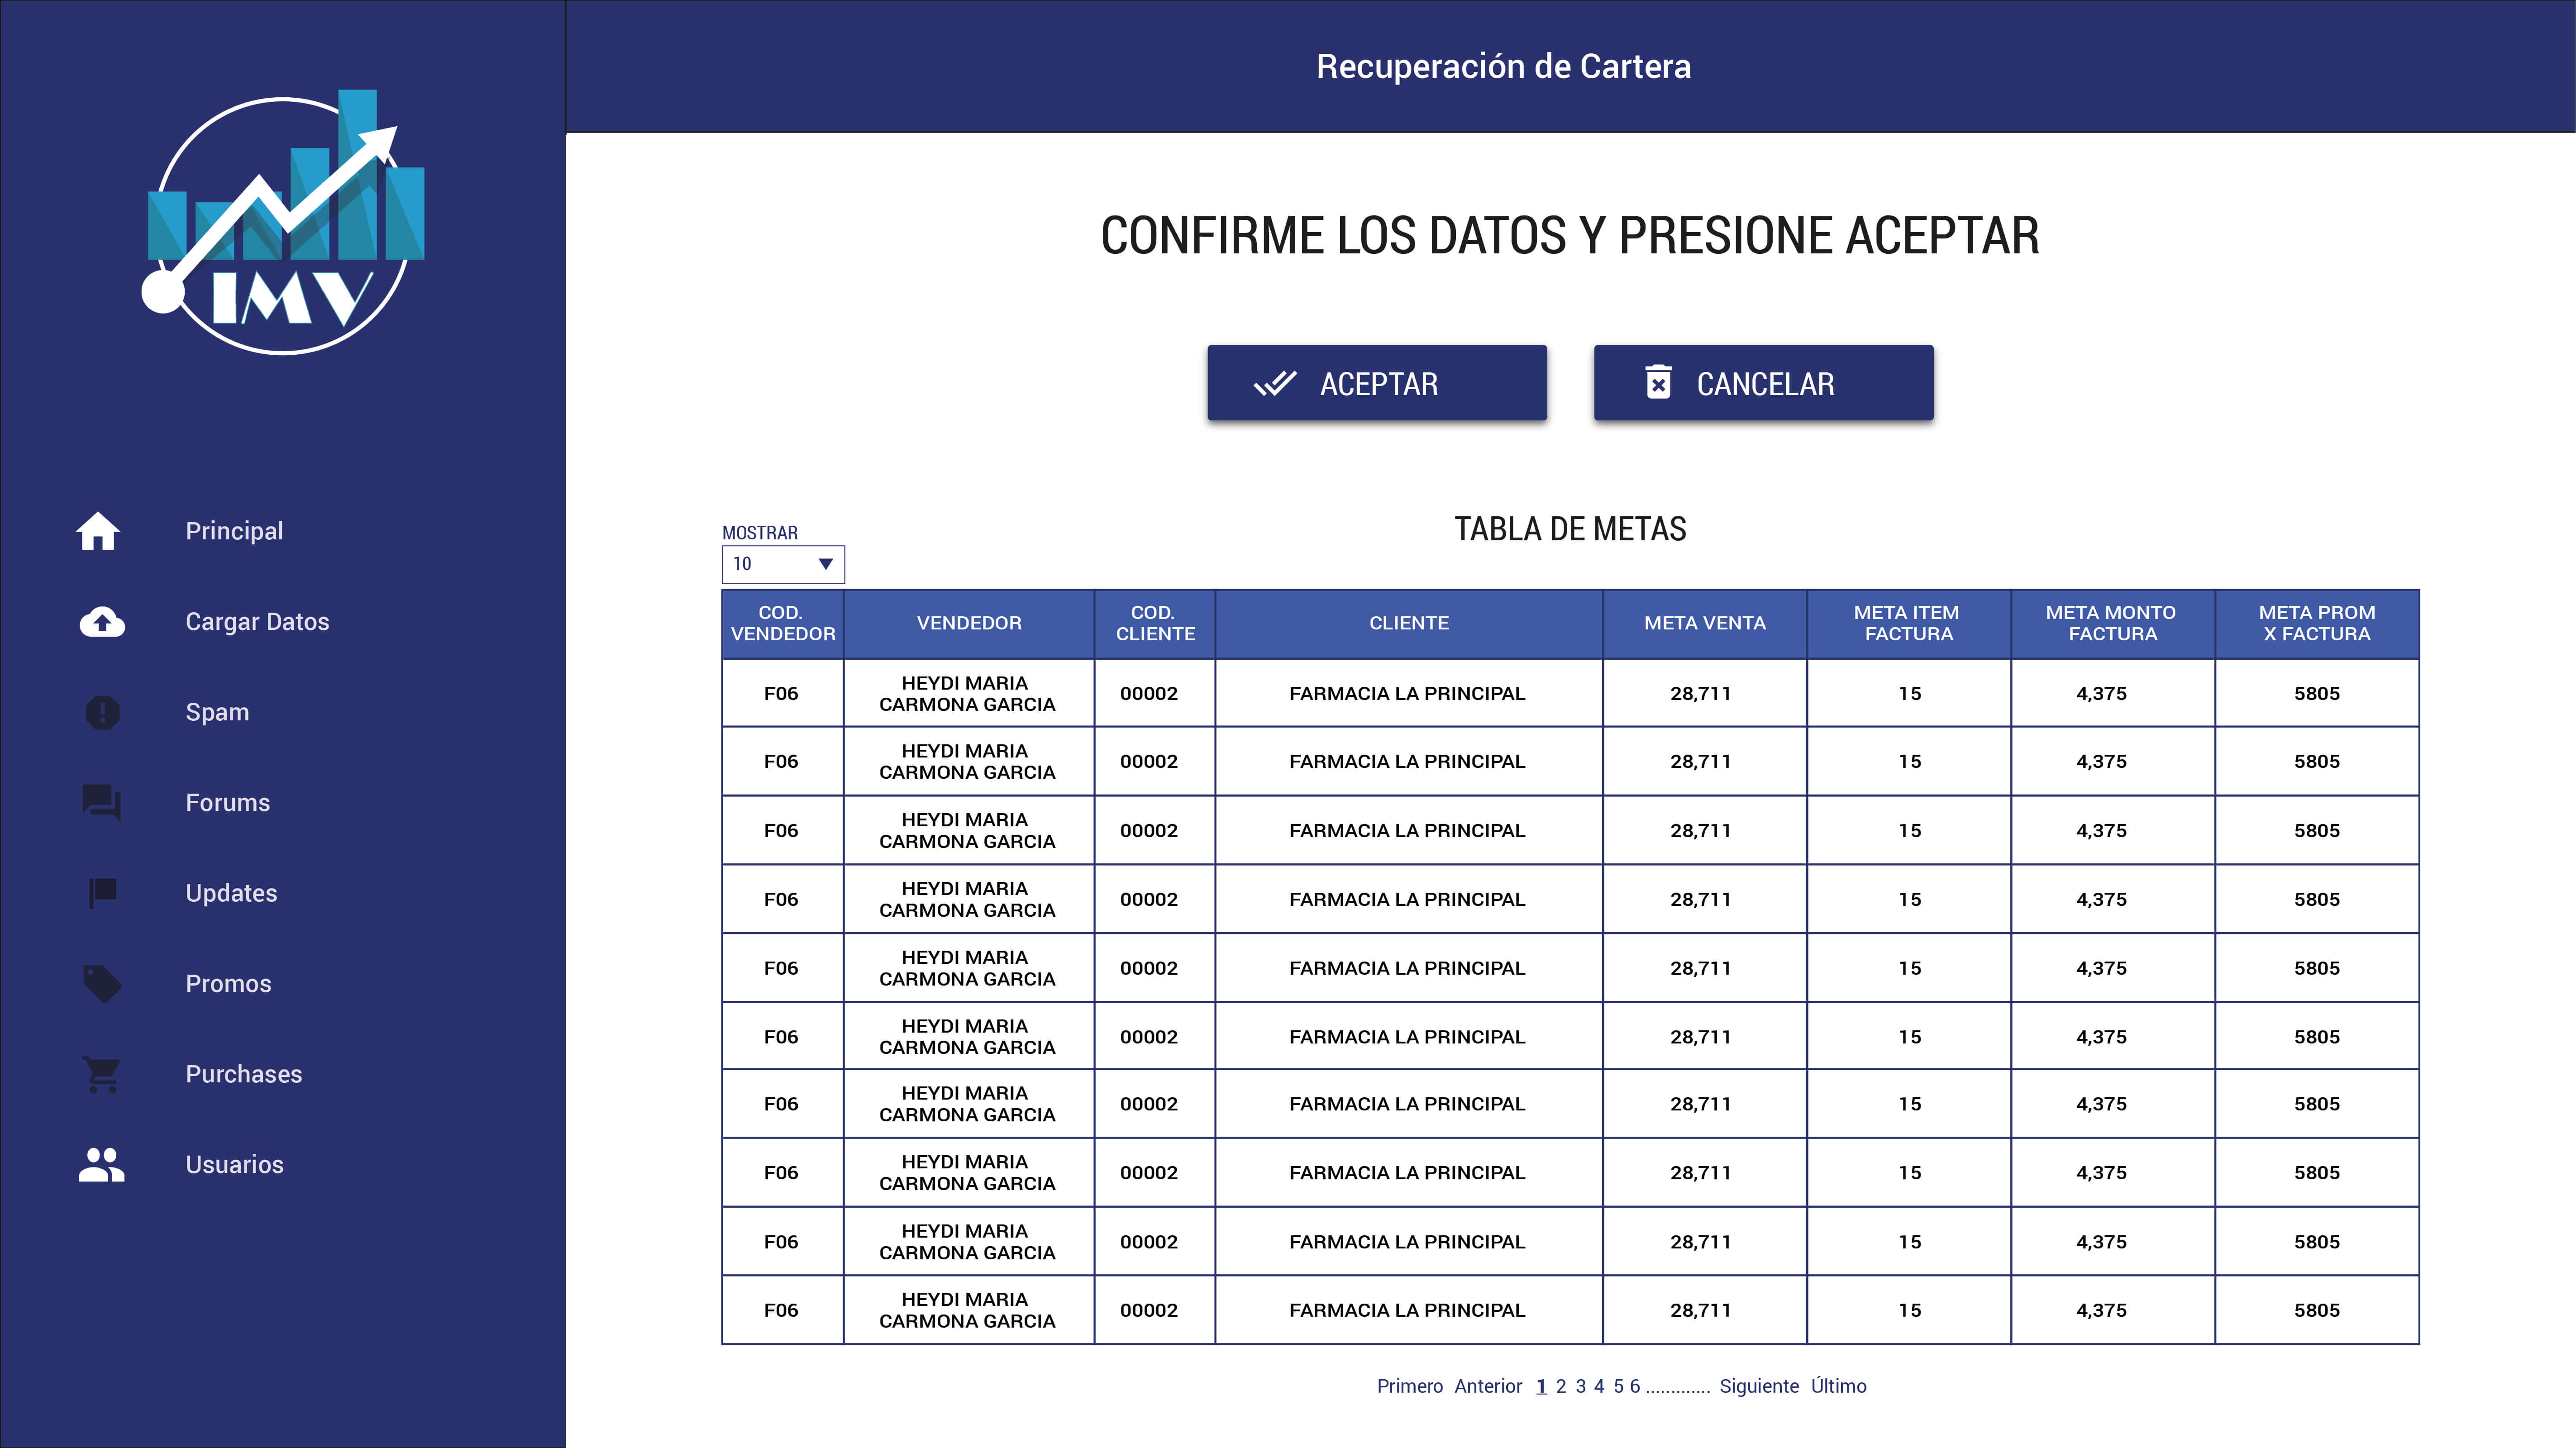 Recuperación de Cartera
IMV
Principal
Cargar Datos
Spam
Forums
Updates
Promos
Purchases
Usuarios
CONFIRME LOS DATOS Y PRESIONE ACEPTAR
ACEPTAR CANCELAR
TABLA DE METAS
MOSTRAR
10
COD. VENDEDOR VENDEDOR COD. CLIENTE CLIENTE META VENTA META ITEM FACTURA META MONTO FACTURA META PROM X FACTURA
F06 HEYDI MARIA CARMONA GARCIA 00002 FARMACIA LA PRINCIPAL 28,711 15 4,375 5805
F06 HEYDI MARIA CARMONA GARCIA 00002 FARMACIA LA PRINCIPAL 28,711 15 4,375 5805
F06 HEYDI MARIA CARMONA GARCIA 00002 FARMACIA LA PRINCIPAL 28,711 15 4,375 5805
F06 HEYDI MARIA CARMONA GARCIA 00002 FARMACIA LA PRINCIPAL 28,711 15 4,375 5805
F06 HEYDI MARIA CARMONA GARCIA 00002 FARMACIA LA PRINCIPAL 28,711 15 4,375 5805
F06 HEYDI MARIA CARMONA GARCIA 00002 FARMACIA LA PRINCIPAL 28,711 15 4,375 5805
F06 HEYDI MARIA CARMONA GARCIA 00002 FARMACIA LA PRINCIPAL 28,711 15 4,375 5805
F06 HEYDI MARIA CARMONA GARCIA 00002 FARMACIA LA PRINCIPAL 28,711 15 4,375 5805
F06 HEYDI MARIA CARMONA GARCIA 00002 FARMACIA LA PRINCIPAL 28,711 15 4,375 5805
F06 HEYDI MARIA CARMONA GARCIA 00002 FARMACIA LA PRINCIPAL 28,711 15 4,375 5805
Primero Anterior 1 2 3 4 5 6 ............. Siguiente Último